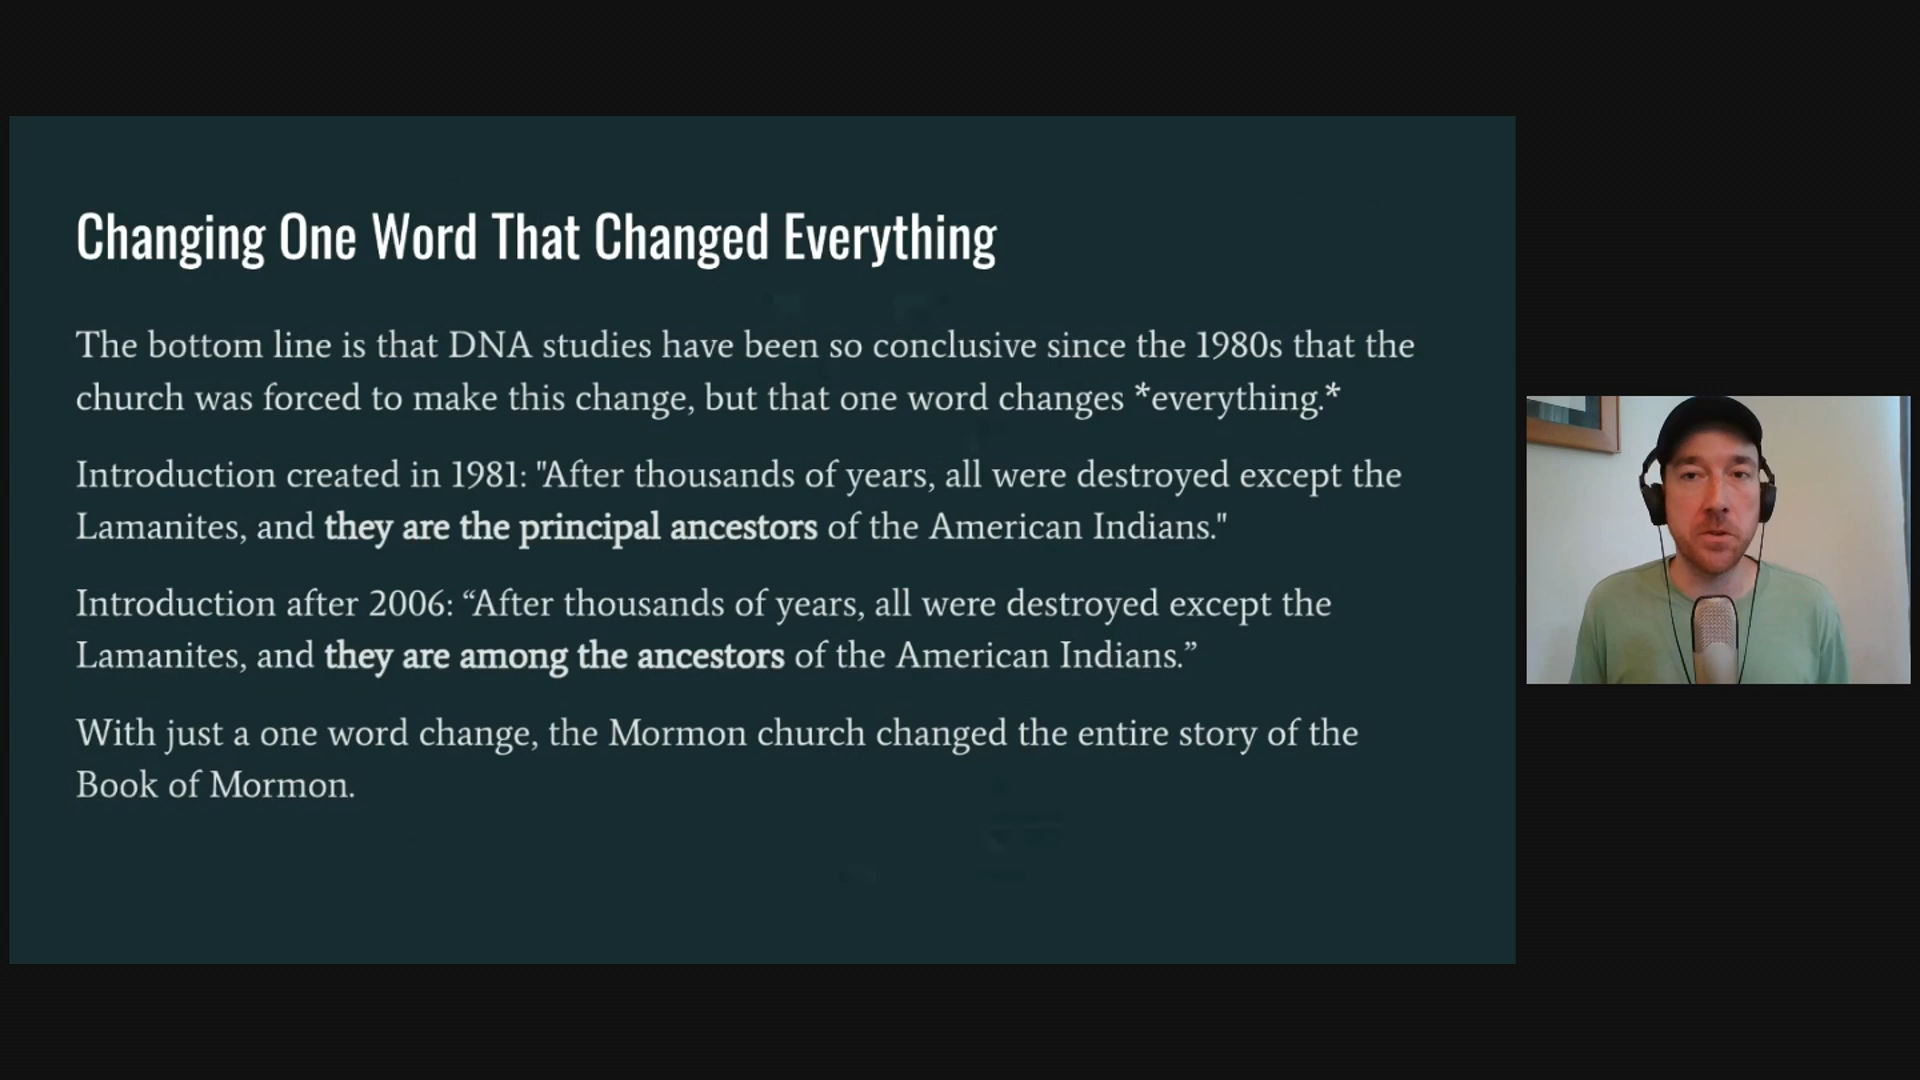 Changing One Word That Changed Everything
The bottom line is that DNA studies have been so conclusive since the 1980s that the
church was forced to make this change, but that one word changes *everything.*
Introduction created in 1981: "After thousands of years, all were destroyed except the
Lamanites, and they are the principal ancestors of the American Indians."
Introduction after 2006: “After thousands of years, all were destroyed except the
Lamanites, and they are among the ancestors of the American Indians.”
With just a one word change, the Mormon church changed the entire story of the
Book of Mormon.